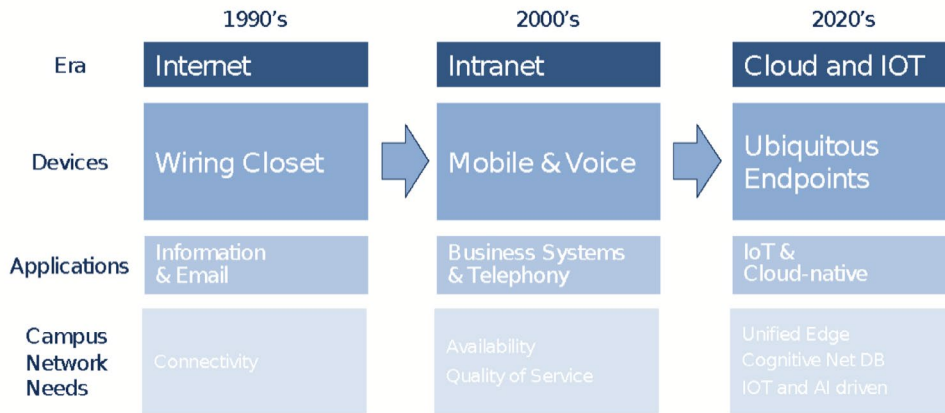 1990's 2000's 2020's
Era Internet Intranet Cloud and IOT
Devices Wiring Closet Mobile & Voice Ubiquitous
Endpoints
Applications Information
& Email
Business Systems
& Telephony
IoT &
Cloud-native
Campus
Network
Needs
Connectivity
Availability
Quality of Service
Unified Edge
Cognitive Net DB
IOT and AI driven